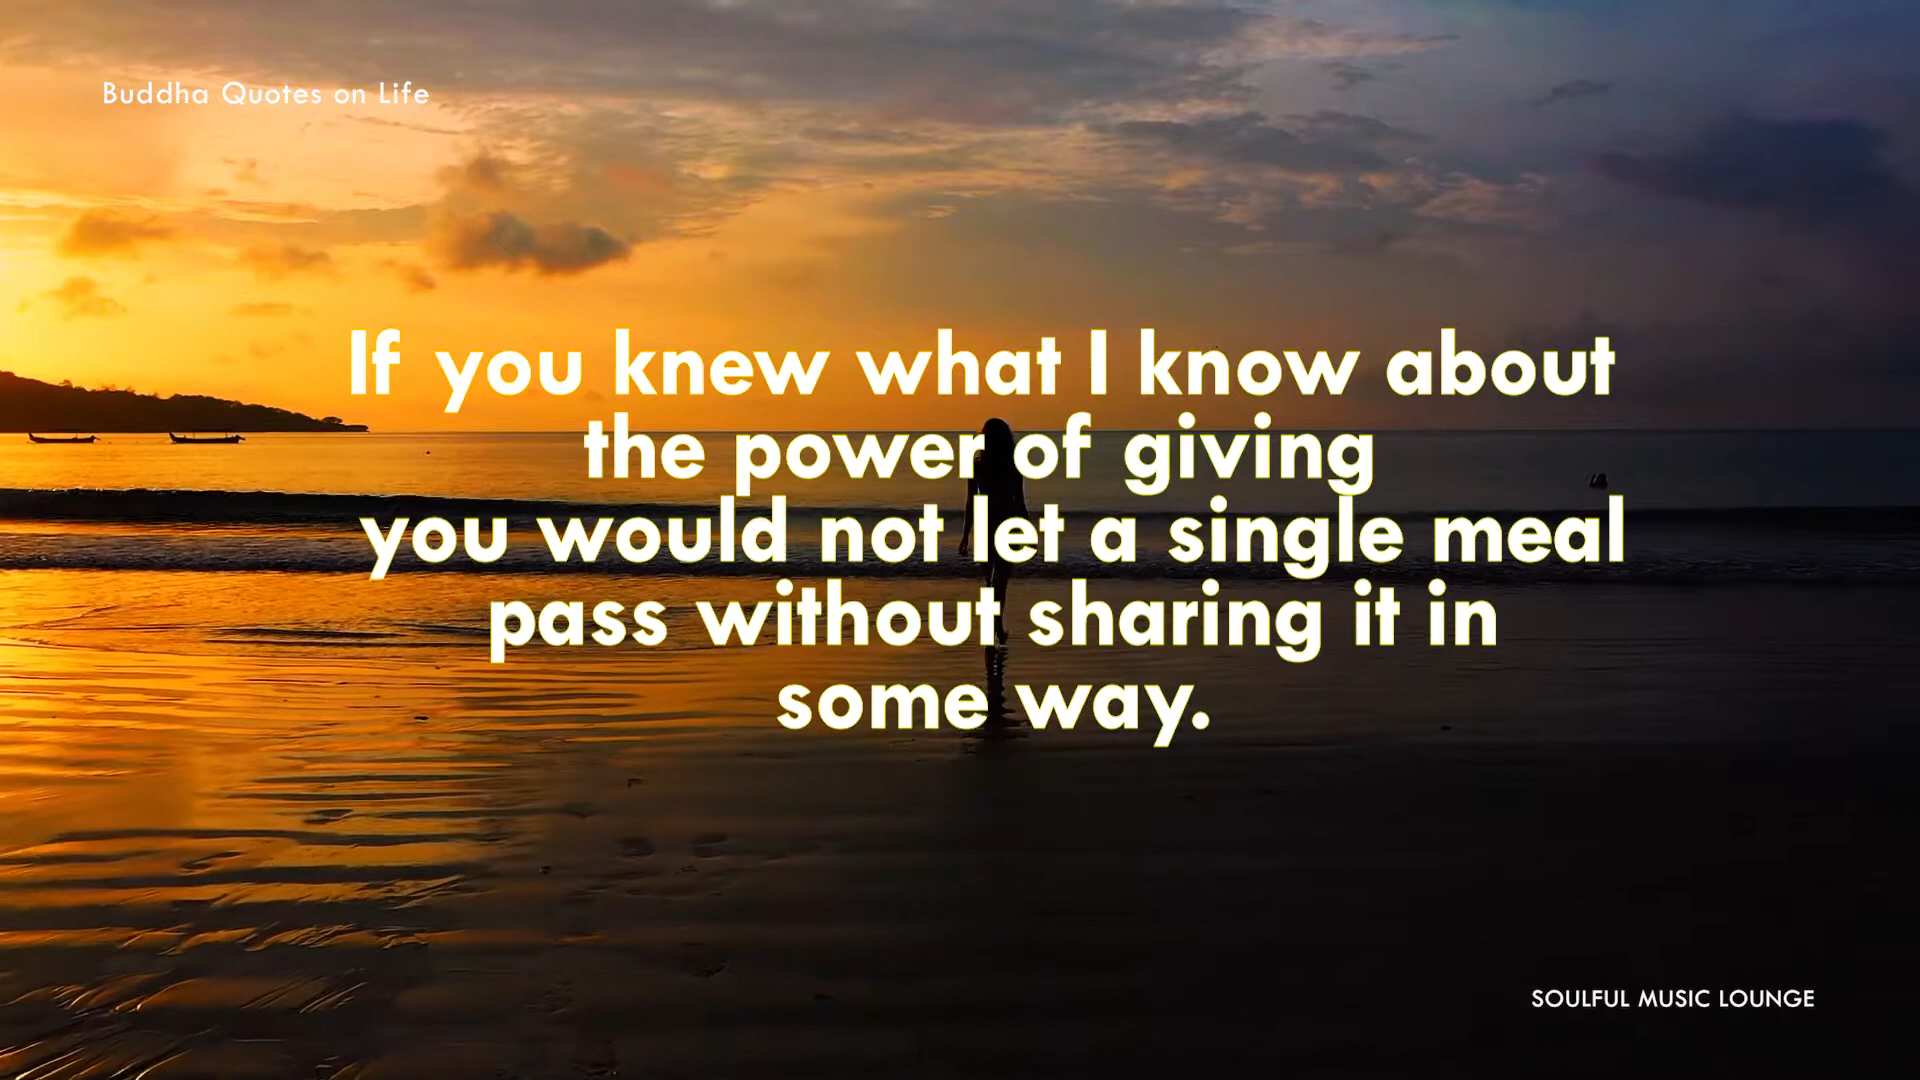 Buddha Quotes on Life
If you knew what I know about
the power of giving
you would not let a single meal
pass without sharing it in
some way.
SOULFUL MUSIC LOUNGE